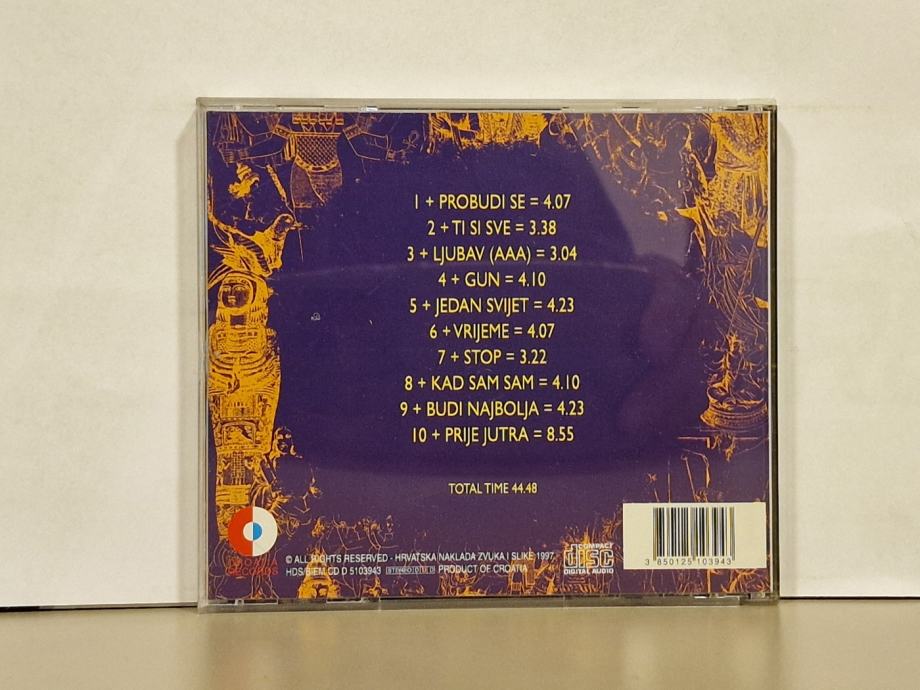 1 + PROBUDI SE = 4.07
2 + TI SI SVE = 3.38
3 + LJUBAV (AAA) = 3.04
4 + GUN = 4.10
5 + JEDAN SVIJET = 4.23
6 + VRIJEME = 4.07
7 + STOP = 3.22
8 + KAD SAM SAM = 4.10
9 + BUDI NAJBOLJA = 4.23
10 + PRIJE JUTRA = 8.55
TOTAL TIME 44.48
RECORDS
© ALL RIGHTS RESERVED - HRVATSKA NAKLADA ZVUKA I SLIKE 1997.
HDS/BIEM CD D 5103943 STEREO DDD PRODUCT OF CROATIA
COMPACT
disc
DIGITAL AUDIO
3 850125 103943